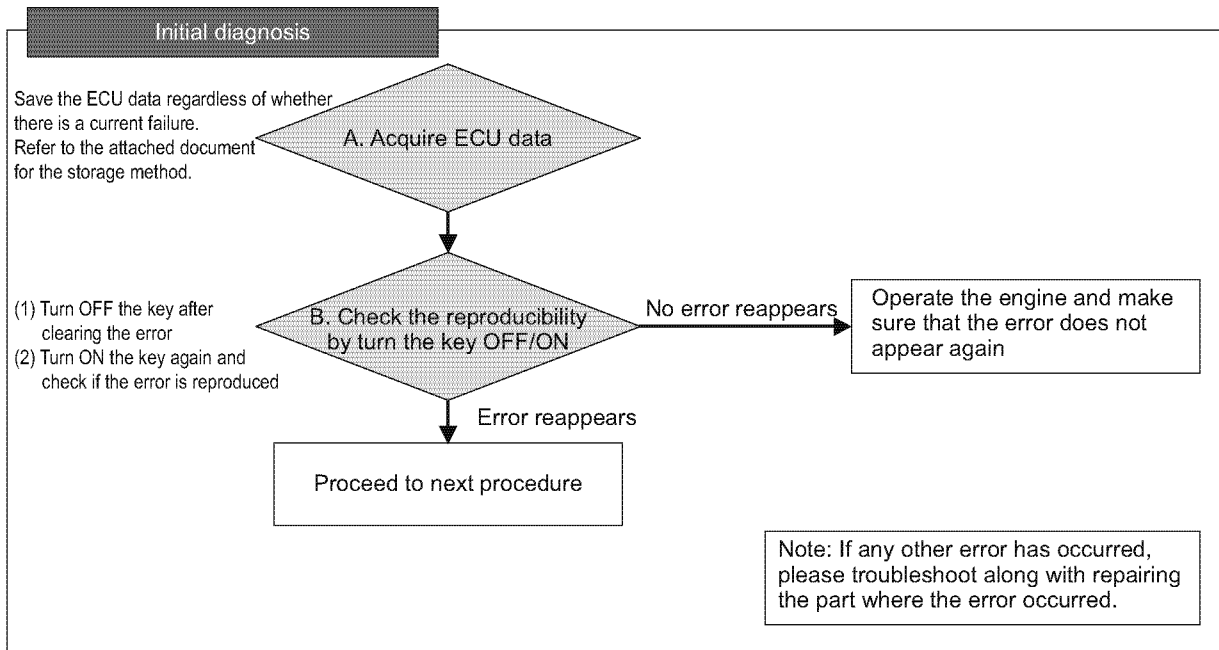 Initial diagnosis
Save the ECU data regardless of whether
there is a current failure.
Refer to the attached document
for the storage method.
A. Acquire ECU data
(1) Turn OFF the key after
clearing the error
(2) Turn ON the key again and
check if the error is reproduced
B. Check the reproducibility
by turn the key OFF/ON
No error reappears
Operate the engine and make
sure that the error does not
appear again
Error reappears
Proceed to next procedure
Note: If any other error has occurred,
please troubleshoot along with repairing
the part where the error occurred.